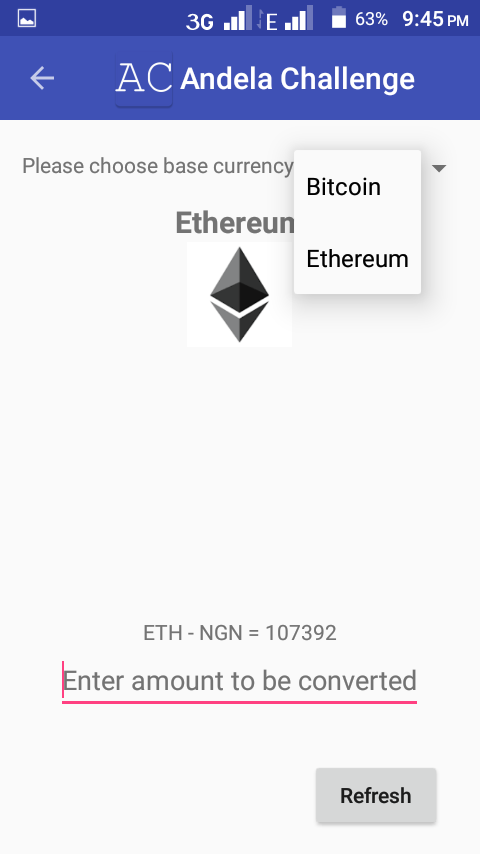 3G E 63% 9:45 PM
AC Andela Challenge
Please choose base currency
Bitcoin
Ethereum
Ethereum
ETH - NGN = 107392
Enter amount to be converted
Refresh